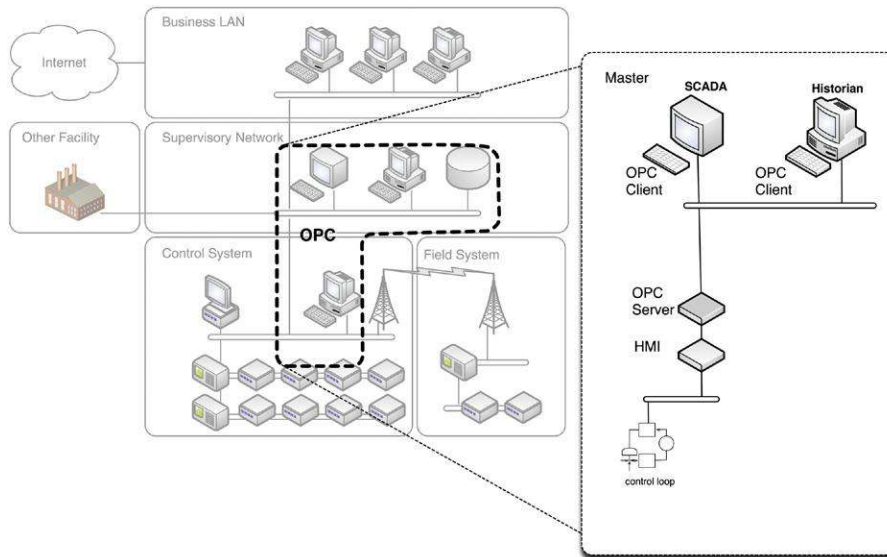 Business LAN
Internet
Other Facility
Supervisory Network
OPC
Control System
Field System
Master
SCADA
Historian
OPC
Client
OPC
Client
OPC
Server
HMI
control loop